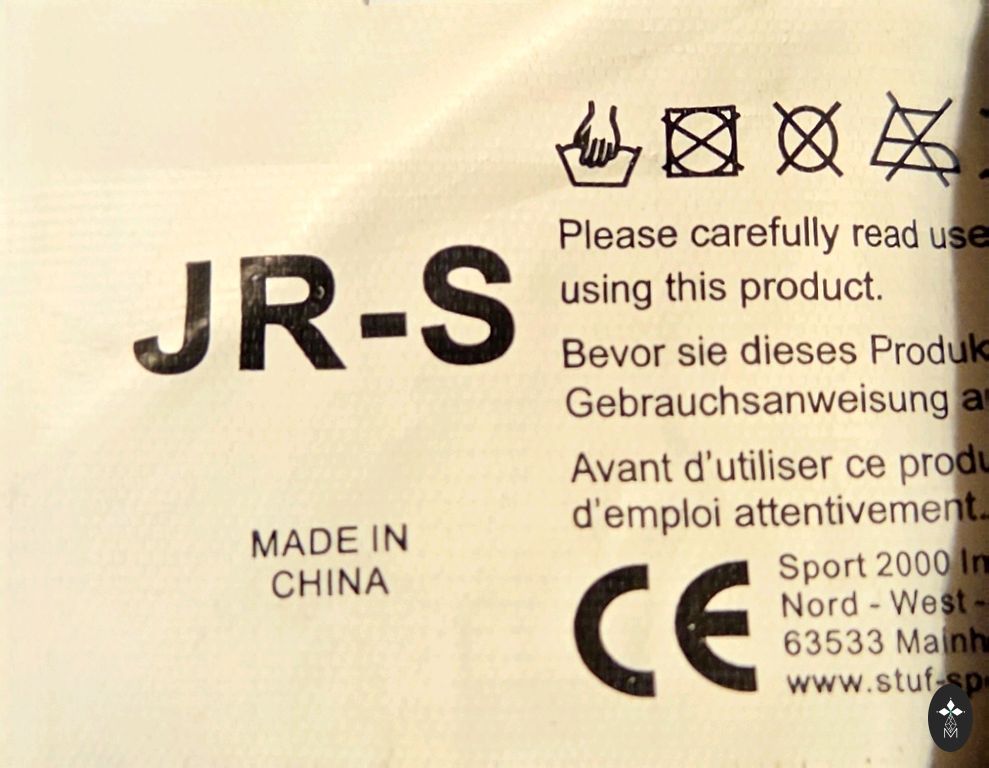 JR-S
MADE IN
CHINA
Please carefully read use
using this product.
Bevor sie dieses Produk
Gebrauchsanweisung a
Avant d'utiliser ce produ
d'emploi attentivement.
CE
Sport 2000 In
Nord - West -
63533 Mainh
www.stuf-spo
M